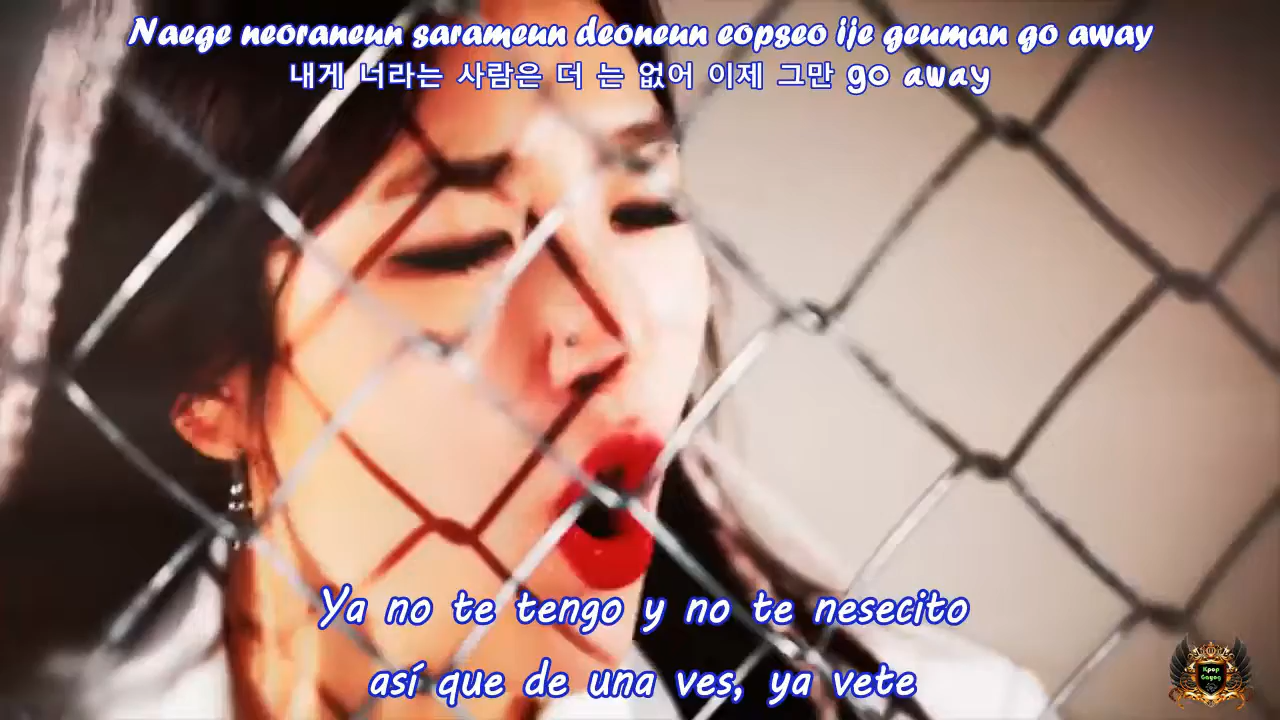 Naege neoraneun sarameun deoneun eopseo ije geuman go away
내게 너라는 사람은 더 는 없어 이제 그만 go away
Ya no te tengo y no te nesecito
así que de una ves, ya vete
Kpop